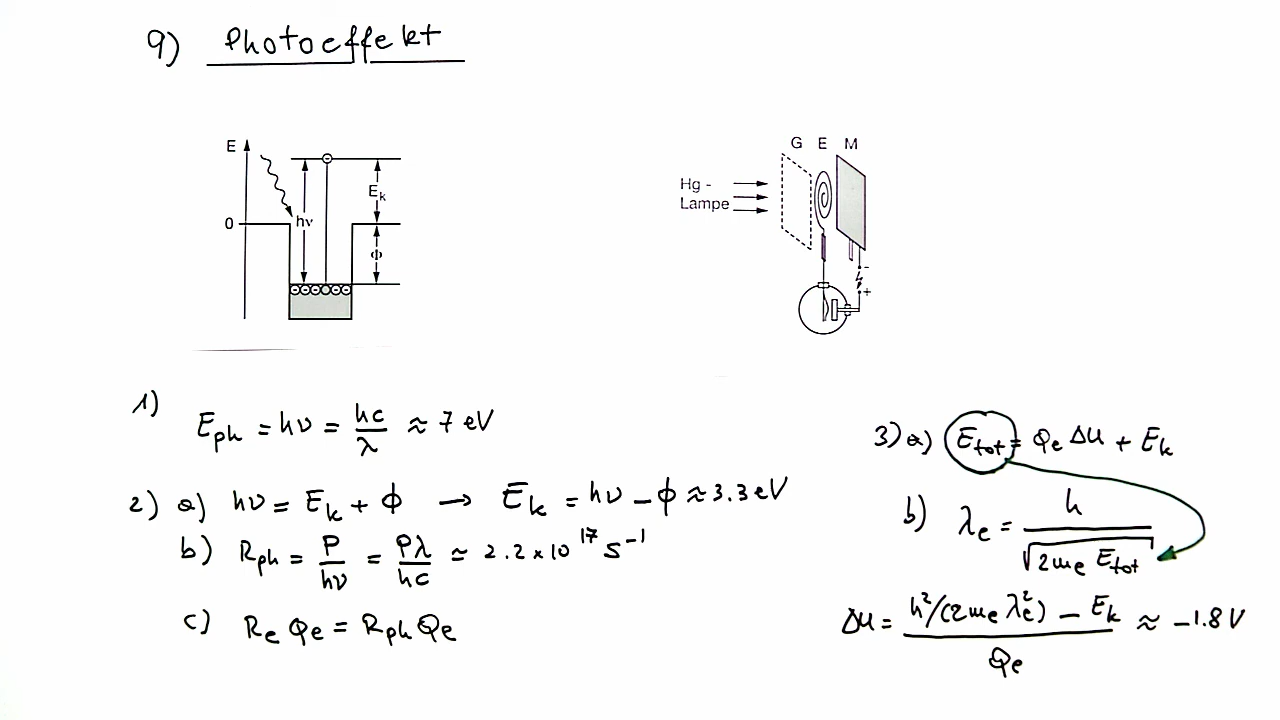 9) Photoeffekt
E
0
hν
E_k
Φ
G E M
Hg -
Lampe
-
+
1) E_ph = hν = hc/λ ≈ 7 eV
2) a) hν = E_k + Φ → E_k = hν - Φ ≈ 3.3 eV
b) R_ph = P/hν = Pλ/hc ≈ 2.2 × 10^17 s^-1
c) R_e Q_e = R_ph Q_e
3) a) E_tot = Q_e ΔU + E_k
b) λ_e = h/√(2m_e E_tot)
ΔU = (h²/(2m_e λ_e²) - E_k)/Q_e ≈ -1.8 V